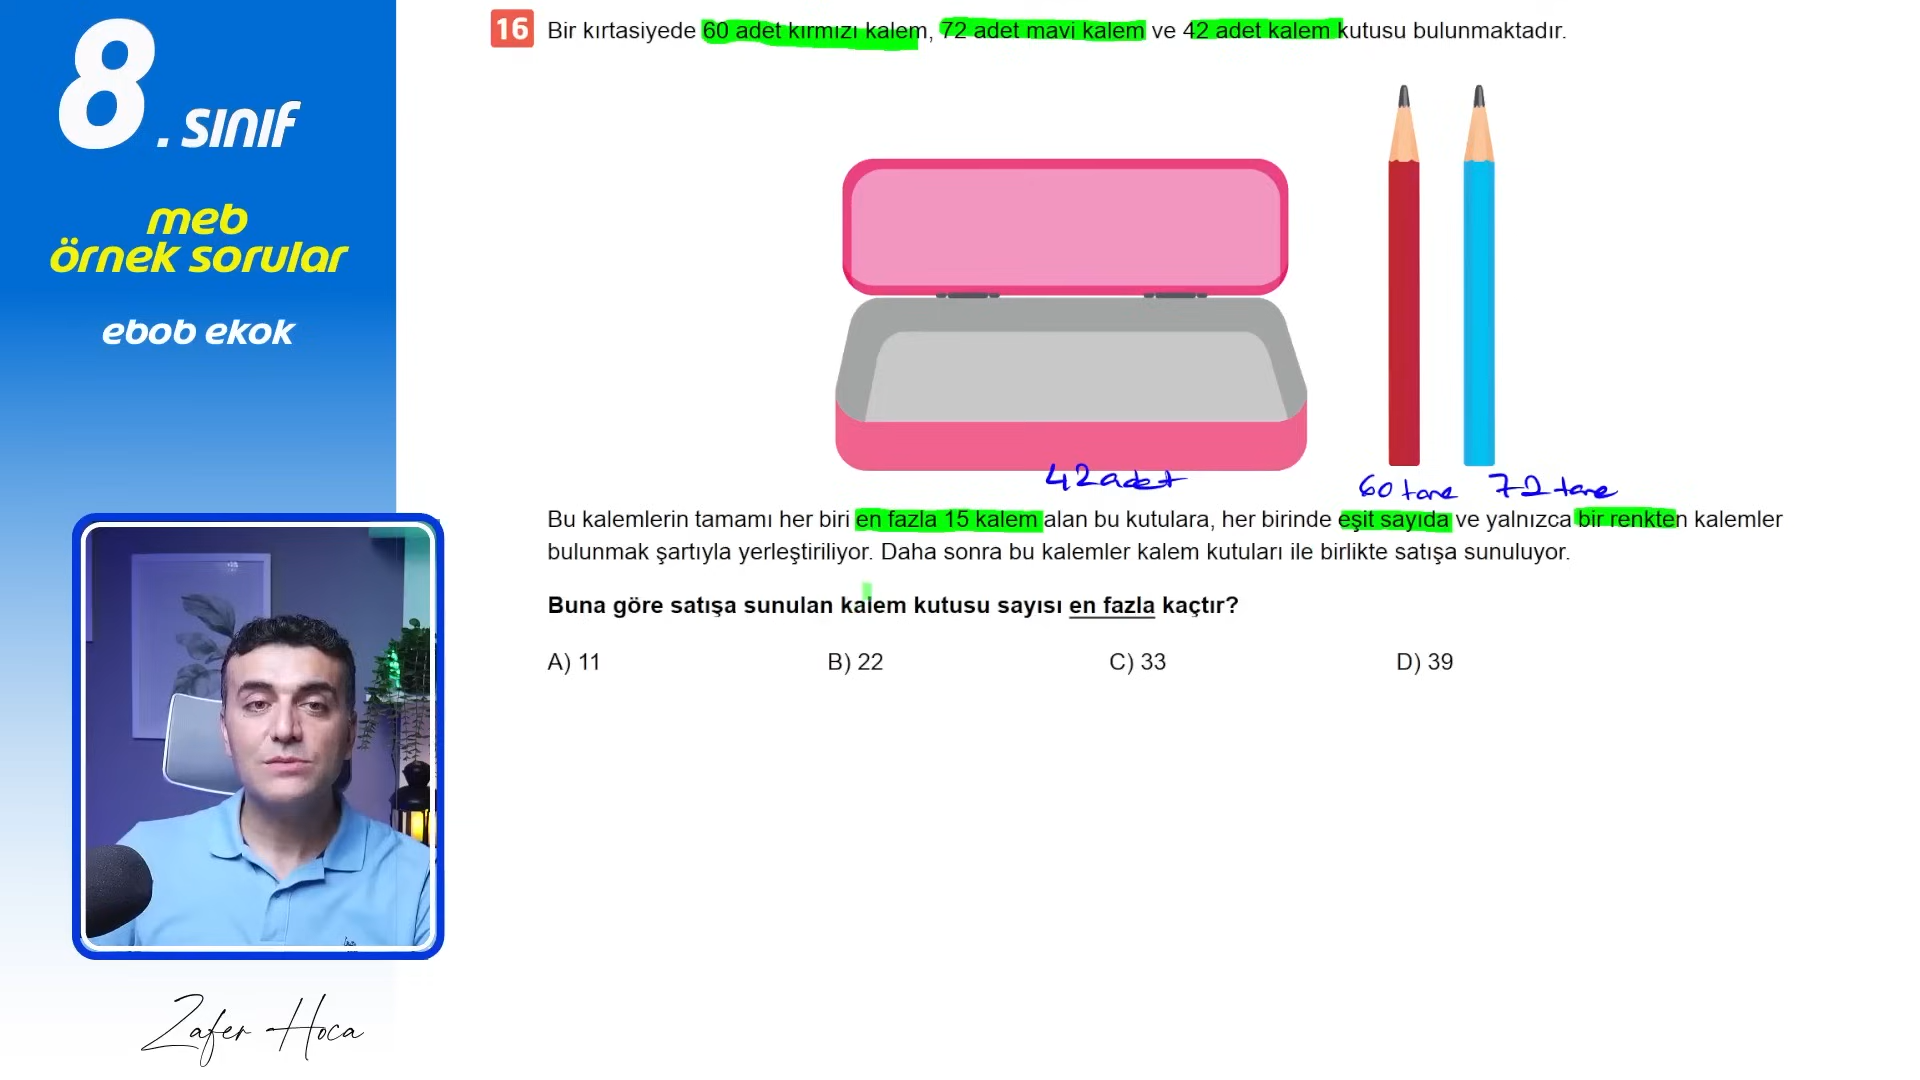 8. sınıf
meb
örnek sorular
ebob ekok
16 Bir kırtasiyede 60 adet kırmızı kalem, 72 adet mavi kalem ve 42 adet kalem kutusu bulunmaktadır.
42 adet
60 tane 72 tane
Bu kalemlerin tamamı her biri en fazla 15 kalem alan bu kutulara, her birinde eşit sayıda ve yalnızca bir renkten kalemler
bulunmak şartıyla yerleştiriliyor. Daha sonra bu kalemler kalem kutuları ile birlikte satışa sunuluyor.
Buna göre satışa sunulan kalem kutusu sayısı en fazla kaçtır?
A) 11 B) 22 C) 33 D) 39
Zafer Hoca